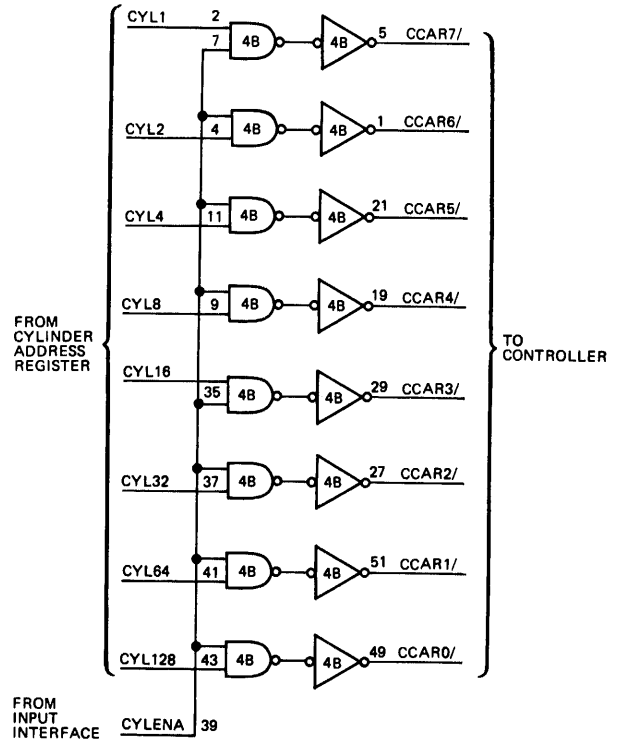 CYL1 2 7 4B 4B 5 CCAR7/
CYL2 4 4B 4B 1 CCAR6/
CYL4 11 4B 4B 21 CCAR5/
CYL8 9 4B 4B 19 CCAR4/
FROM
CYLINDER
ADDRESS
REGISTER
TO
CONTROLLER
CYL16 35 4B 4B 29 CCAR3/
CYL32 37 4B 4B 27 CCAR2/
CYL64 41 4B 4B 51 CCAR1/
CYL128 43 4B 4B 49 CCAR0/
FROM
INPUT
INTERFACE
CYLENA 39